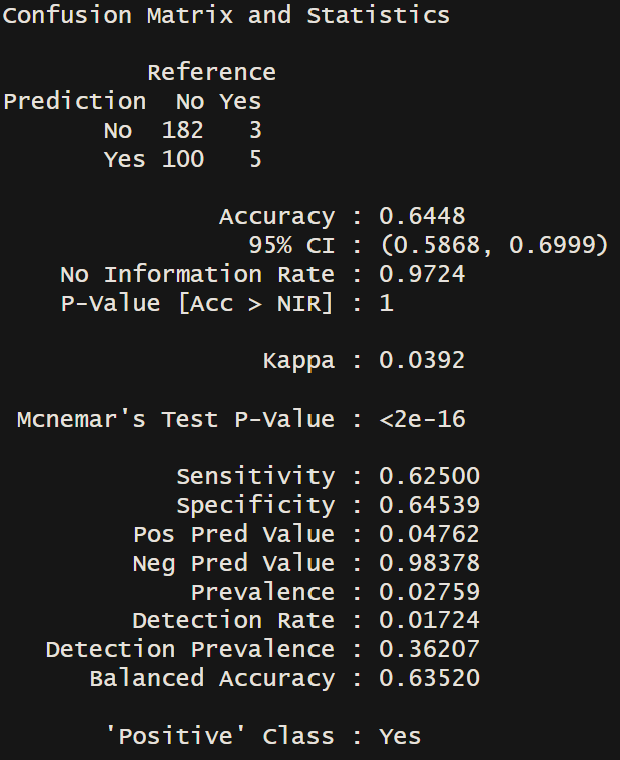 Confusion Matrix and Statistics
Reference
Prediction No Yes
No 182 3
Yes 100 5
Accuracy : 0.6448
95% CI : (0.5868, 0.6999)
No Information Rate : 0.9724
P-Value [Acc > NIR] : 1
Kappa : 0.0392
Mcnemar's Test P-Value : <2e-16
Sensitivity : 0.62500
Specificity : 0.64539
Pos Pred Value : 0.04762
Neg Pred Value : 0.98378
Prevalence : 0.02759
Detection Rate : 0.01724
Detection Prevalence : 0.36207
Balanced Accuracy : 0.63520
'Positive' Class : Yes